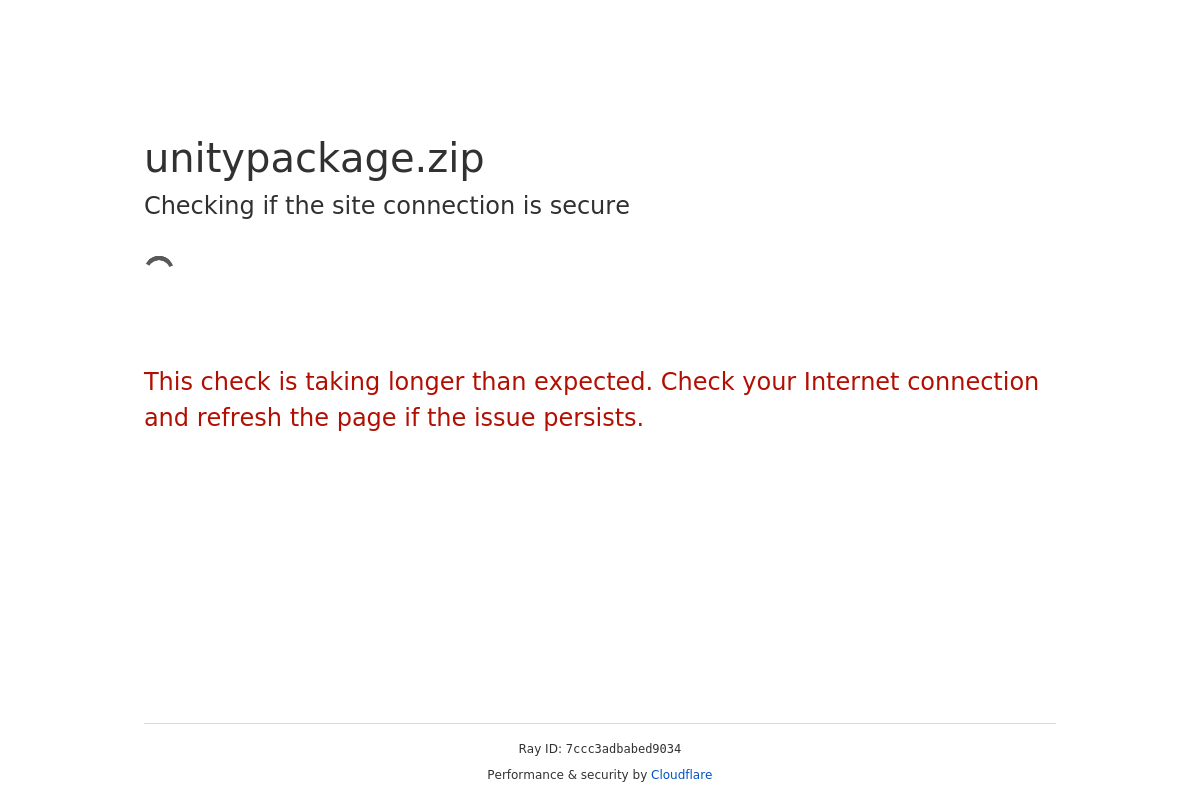 unitypackage.zip
Checking if the site connection is secure
This check is taking longer than expected. Check your Internet connection
and refresh the page if the issue persists.
Ray ID: 7ccc3adbabed9034
Performance & security by Cloudflare